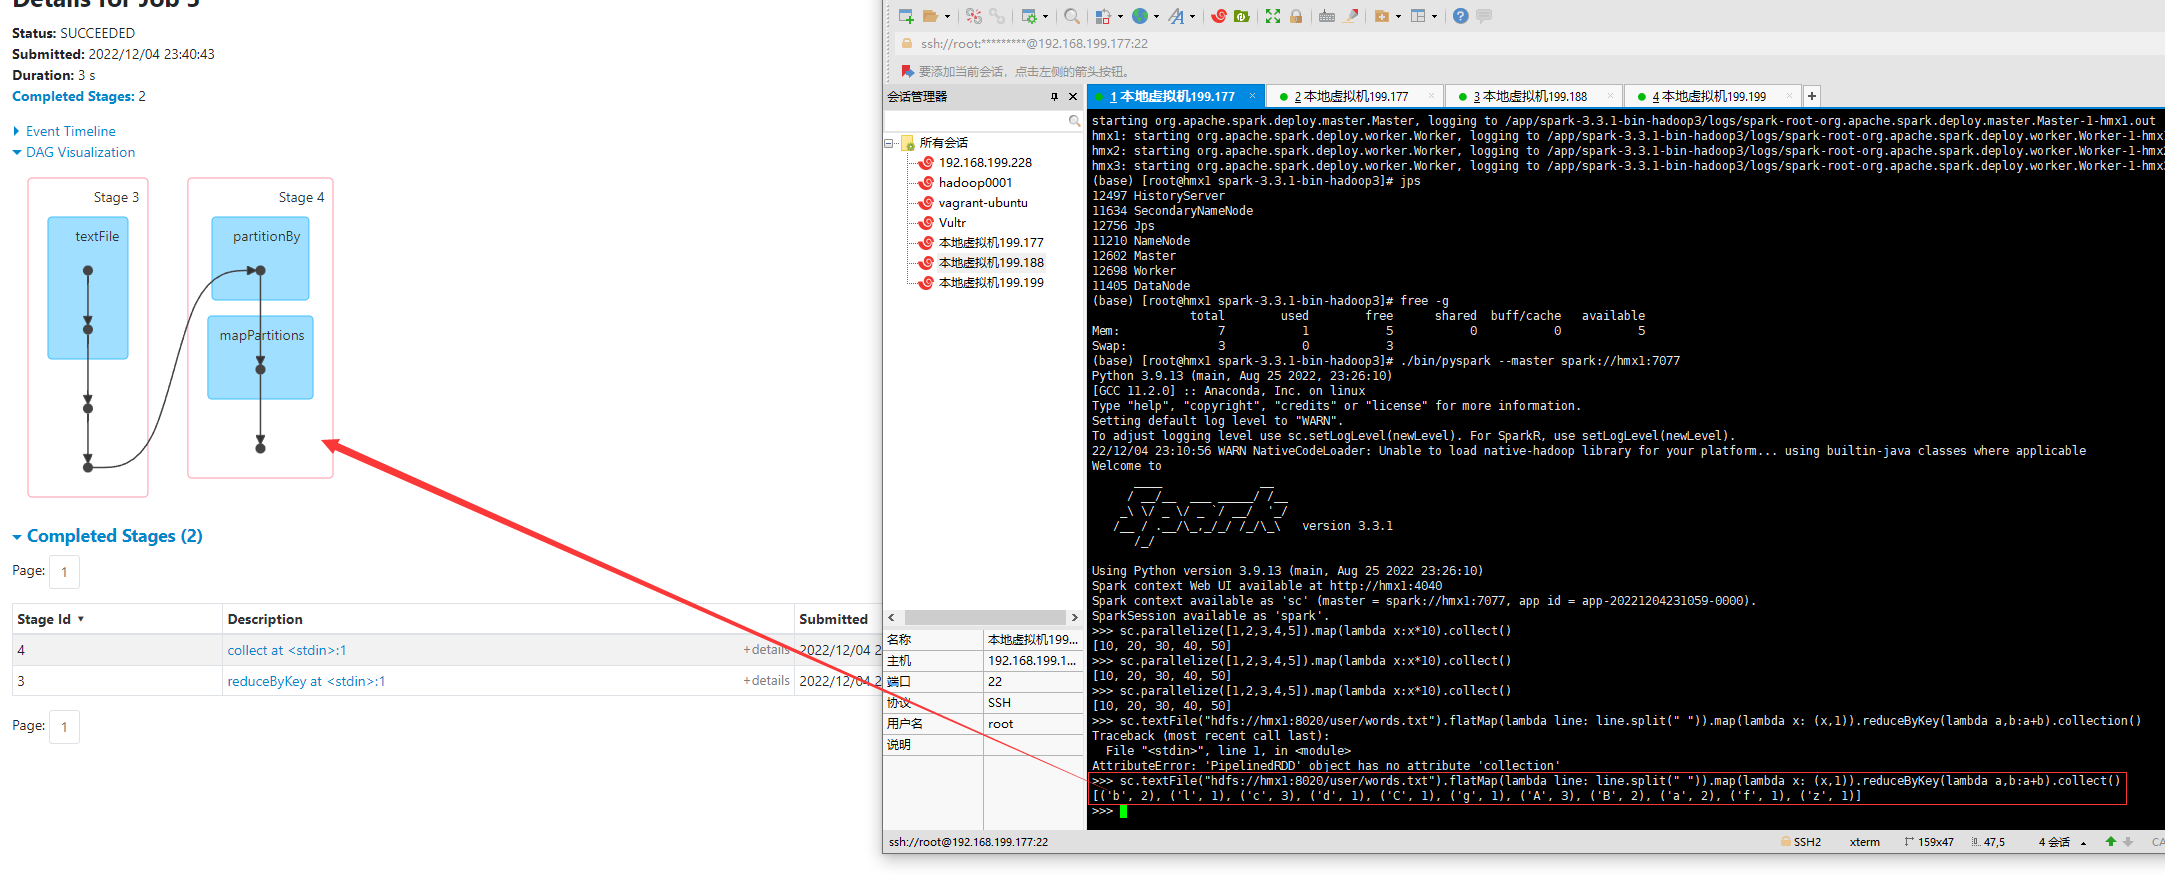 Details for Job 3
Status: SUCCEEDED
Submitted: 2022/12/04 23:40:43
Duration: 3 s
Completed Stages: 2
Event Timeline
DAG Visualization
Stage 3
Stage 4
textFile
partitionBy
mapPartitions
Completed Stages (2)
Page: 1
Stage Id Description Submitted
4 collect at <stdin>:1 +details 2022/12/04 2
3 reduceByKey at <stdin>:1 +details 2022/12/04 2
Page: 1
ssh://root:*********@192.168.199.177:22
要添加当前会话，点击左侧的箭头按钮。
会话管理器
所有会话
192.168.199.228
hadoop0001
vagrant-ubuntu
Vultr
本地虚拟机199.177
本地虚拟机199.188
本地虚拟机199.199
名称 本地虚拟机199...
主机 192.168.199.1...
端口 22
协议 SSH
用户名 root
说明
1 本地虚拟机199.177
2 本地虚拟机199.177
3 本地虚拟机199.188
4 本地虚拟机199.199
starting org.apache.spark.deploy.master.Master, logging to /app/spark-3.3.1-bin-hadoop3/logs/spark-root-org.apache.spark.deploy.master.Master-1-hmx1.out
hmx1: starting org.apache.spark.deploy.worker.Worker, logging to /app/spark-3.3.1-bin-hadoop3/logs/spark-root-org.apache.spark.deploy.worker.Worker-1-hmx1
hmx2: starting org.apache.spark.deploy.worker.Worker, logging to /app/spark-3.3.1-bin-hadoop3/logs/spark-root-org.apache.spark.deploy.worker.Worker-1-hmx2
hmx3: starting org.apache.spark.deploy.worker.Worker, logging to /app/spark-3.3.1-bin-hadoop3/logs/spark-root-org.apache.spark.deploy.worker.Worker-1-hmx3
(base) [root@hmx1 spark-3.3.1-bin-hadoop3]# jps
12497 HistoryServer
11634 SecondaryNameNode
12756 Jps
11210 NameNode
12602 Master
12698 Worker
11405 DataNode
(base) [root@hmx1 spark-3.3.1-bin-hadoop3]# free -g
total used free shared buff/cache available
Mem: 7 1 5 0 0 5
Swap: 3 0 3
(base) [root@hmx1 spark-3.3.1-bin-hadoop3]# ./bin/pyspark --master spark://hmx1:7077
Python 3.9.13 (main, Aug 25 2022, 23:26:10)
[GCC 11.2.0] :: Anaconda, Inc. on linux
Type "help", "copyright", "credits" or "license" for more information.
Setting default log level to "WARN".
To adjust logging level use sc.setLogLevel(newLevel). For SparkR, use setLogLevel(newLevel).
22/12/04 23:10:56 WARN NativeCodeLoader: Unable to load native-hadoop library for your platform... using builtin-java classes where applicable
Welcome to
Spark version 3.3.1
Using Python version 3.9.13 (main, Aug 25 2022 23:26:10)
Spark context Web UI available at http://hmx1:4040
Spark context available as 'sc' (master = spark://hmx1:7077, app id = app-20221204231059-0000).
SparkSession available as 'spark'.
>>> sc.parallelize([1,2,3,4,5]).map(lambda x:x*10).collect()
[10, 20, 30, 40, 50]
>>> sc.parallelize([1,2,3,4,5]).map(lambda x:x*10).collect()
[10, 20, 30, 40, 50]
>>> sc.parallelize([1,2,3,4,5]).map(lambda x:x*10).collect()
[10, 20, 30, 40, 50]
>>> sc.textFile("hdfs://hmx1:8020/user/words.txt").flatMap(lambda line: line.split(" ")).map(lambda x: (x,1)).reduceByKey(lambda a,b:a+b).collection()
Traceback (most recent call last):
File "<stdin>", line 1, in <module>
AttributeError: 'PipelinedRDD' object has no attribute 'collection'
>>> sc.textFile("hdfs://hmx1:8020/user/words.txt").flatMap(lambda line: line.split(" ")).map(lambda x: (x,1)).reduceByKey(lambda a,b:a+b).collect()
[('b', 2), ('l', 1), ('c', 3), ('d', 1), ('C', 1), ('g', 1), ('A', 3), ('B', 2), ('a', 2), ('f', 1), ('z', 1)]
>>>
ssh://root@192.168.199.177:22 SSH2 xterm 159x47 47,5 4 会话 CA